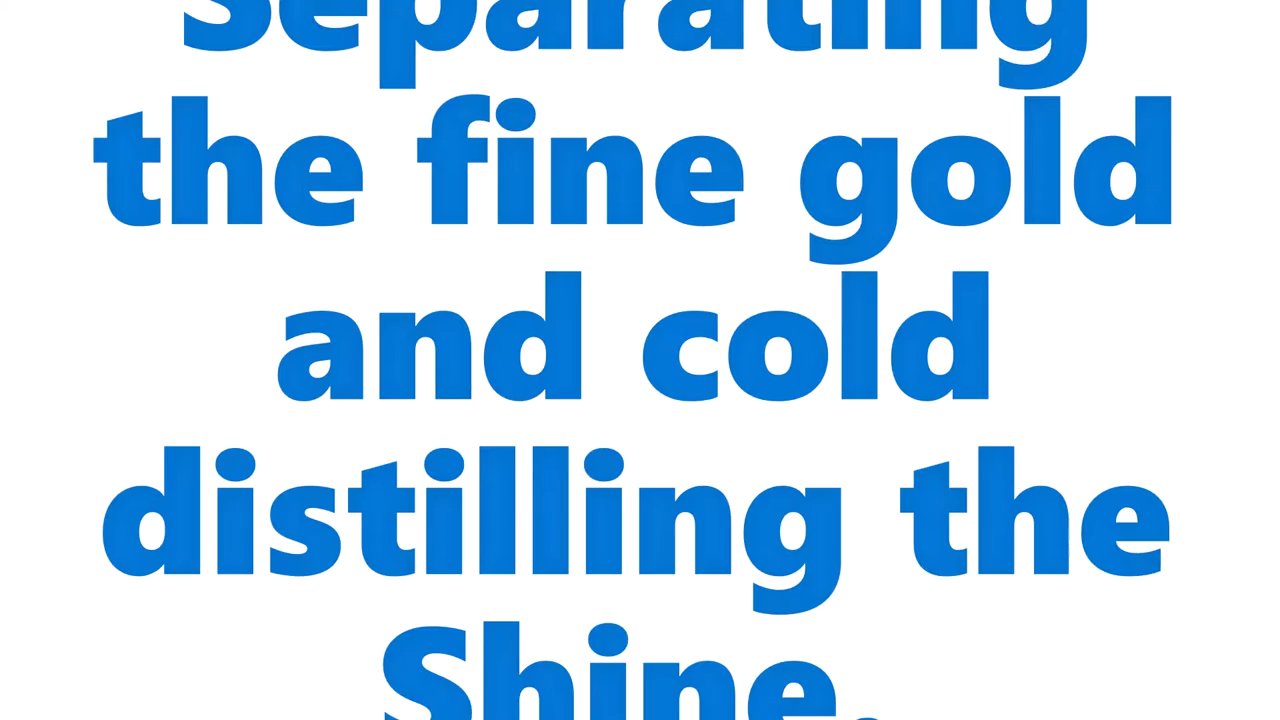 Separating
the fine gold
and cold
distilling the
Shine.